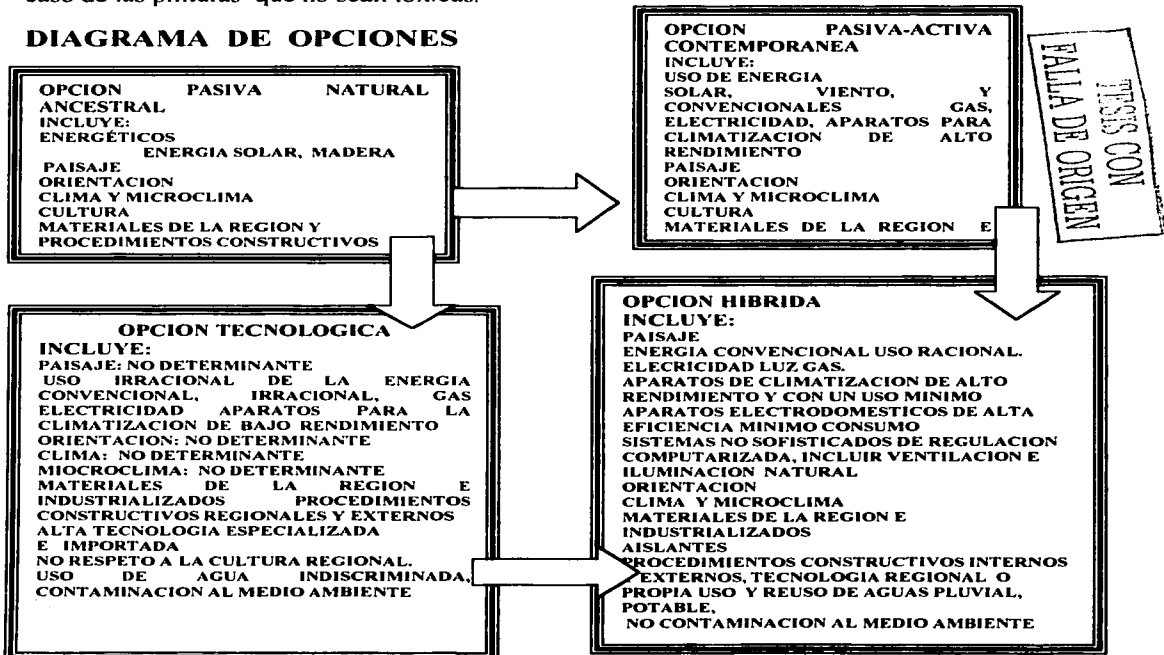 caso de las pinturas que no sean tóxicas.
DIAGRAMA DE OPCIONES
OPCION PASIVA NATURAL
ANCESTRAL
INCLUYE:
ENERGÉTICOS
ENERGIA SOLAR, MADERA
PAISAJE
ORIENTACION
CLIMA Y MICROCLIMA
CULTURA
MATERIALES DE LA REGION Y
PROCEDIMIENTOS CONSTRUCTIVOS
OPCION PASIVA-ACTIVA
CONTEMPORANEA
INCLUYE:
USO DE ENERGIA
SOLAR, VIENTO, Y
CONVENCIONALES GAS,
ELECTRICIDAD, APARATOS PARA
CLIMATIZACION DE ALTO
RENDIMIENTO
PAISAJE
ORIENTACION
CLIMA Y MICROCLIMA
CULTURA
MATERIALES DE LA REGION E
TESIS CON
FALLA DE ORIGEN
OPCION TECNOLOGICA
INCLUYE:
PAISAJE: NO DETERMINANTE
USO IRRACIONAL DE LA ENERGIA
CONVENCIONAL, IRRACIONAL, GAS
ELECTRICIDAD APARATOS PARA LA
CLIMATIZACION DE BAJO RENDIMIENTO
ORIENTACION: NO DETERMINANTE
CLIMA: NO DETERMINANTE
MIOCROCLIMA: NO DETERMINANTE
MATERIALES DE LA REGION E
INDUSTRIALIZADOS PROCEDIMIENTOS
CONSTRUCTIVOS REGIONALES Y EXTERNOS
ALTA TECNOLOGIA ESPECIALIZADA
E IMPORTADA
NO RESPETO A LA CULTURA REGIONAL.
USO DE AGUA INDISCRIMINADA,
CONTAMINACION AL MEDIO AMBIENTE
OPCION HIBRIDA
INCLUYE:
PAISAJE
ENERGIA CONVENCIONAL USO RACIONAL.
ELECRICIDAD LUZ GAS.
APARATOS DE CLIMATIZACION DE ALTO
RENDIMIENTO Y CON UN USO MINIMO
APARATOS ELECTRODOMESTICOS DE ALTA
EFICIENCIA MINIMO CONSUMO
SISTEMAS NO SOFISTICADOS DE REGULACION
COMPUTARIZADA, INCLUIR VENTILACION E
ILUMINACION NATURAL
ORIENTACION
CLIMA Y MICROCLIMA
MATERIALES DE LA REGION E
INDUSTRIALIZADOS
AISLANTES
PROCEDIMIENTOS CONSTRUCTIVOS INTERNOS
EXTERNOS, TECNOLOGIA REGIONAL O
PROPIA USO Y REUSO DE AGUAS PLUVIAL,
POTABLE,
NO CONTAMINACION AL MEDIO AMBIENTE